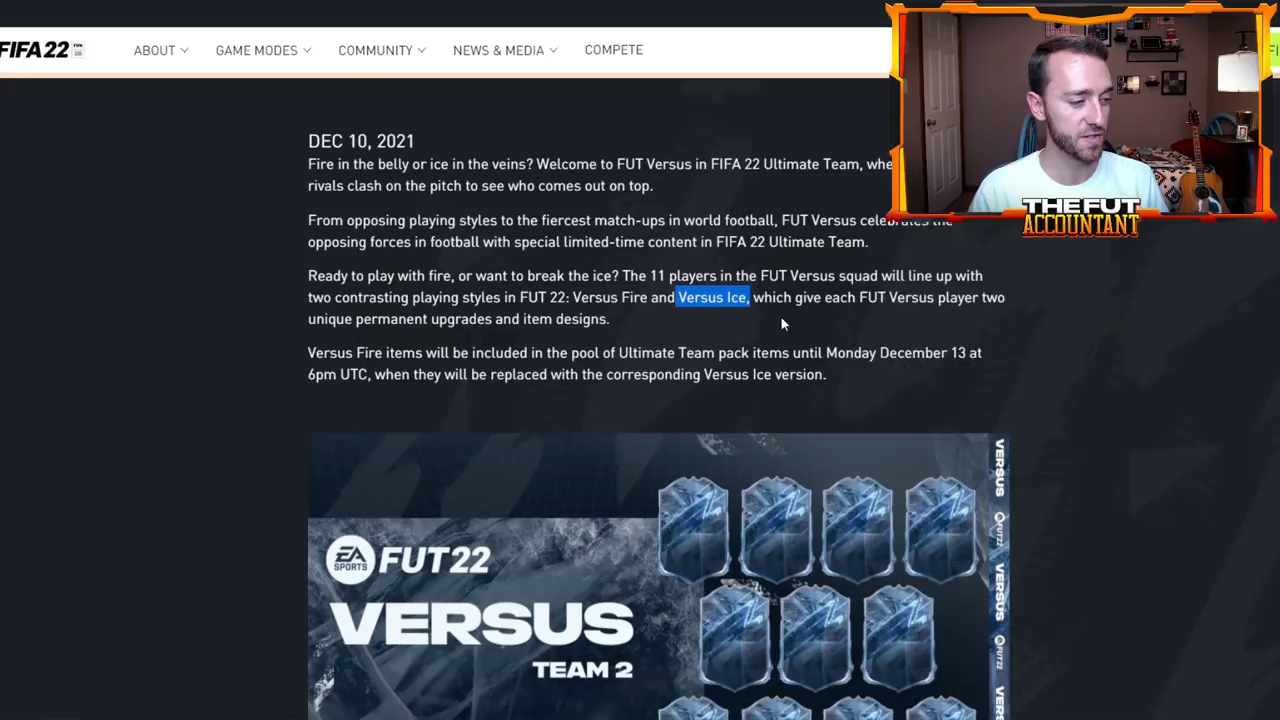 FIFA 22
ABOUT
GAME MODES
COMMUNITY
NEWS & MEDIA
COMPETE
DEC 10, 2021
Fire in the belly or ice in the veins? Welcome to FUT Versus in FIFA 22 Ultimate Team,
rivals clash on the pitch to see who comes out on top.
From opposing playing styles to the fiercest match-ups in world football, FUT Versus celebrates the
opposing forces in football with special limited-time content in FIFA 22 Ultimate Team.
Ready to play with fire, or want to break the ice? The 11 players in the FUT Versus squad will line up with
two contrasting playing styles in FUT 22: Versus Fire and Versus Ice, which give each FUT Versus player two
unique permanent upgrades and item designs.
Versus Fire items will be included in the pool of Ultimate Team pack items until Monday December 13 at
6pm UTC, when they will be replaced with the corresponding Versus Ice version.
THE FUT
ACCOUNTANT
EA
SPORTS
FUT22
VERSUS
TEAM 2
VERSUS
FUT22
VERSUS
FUT22